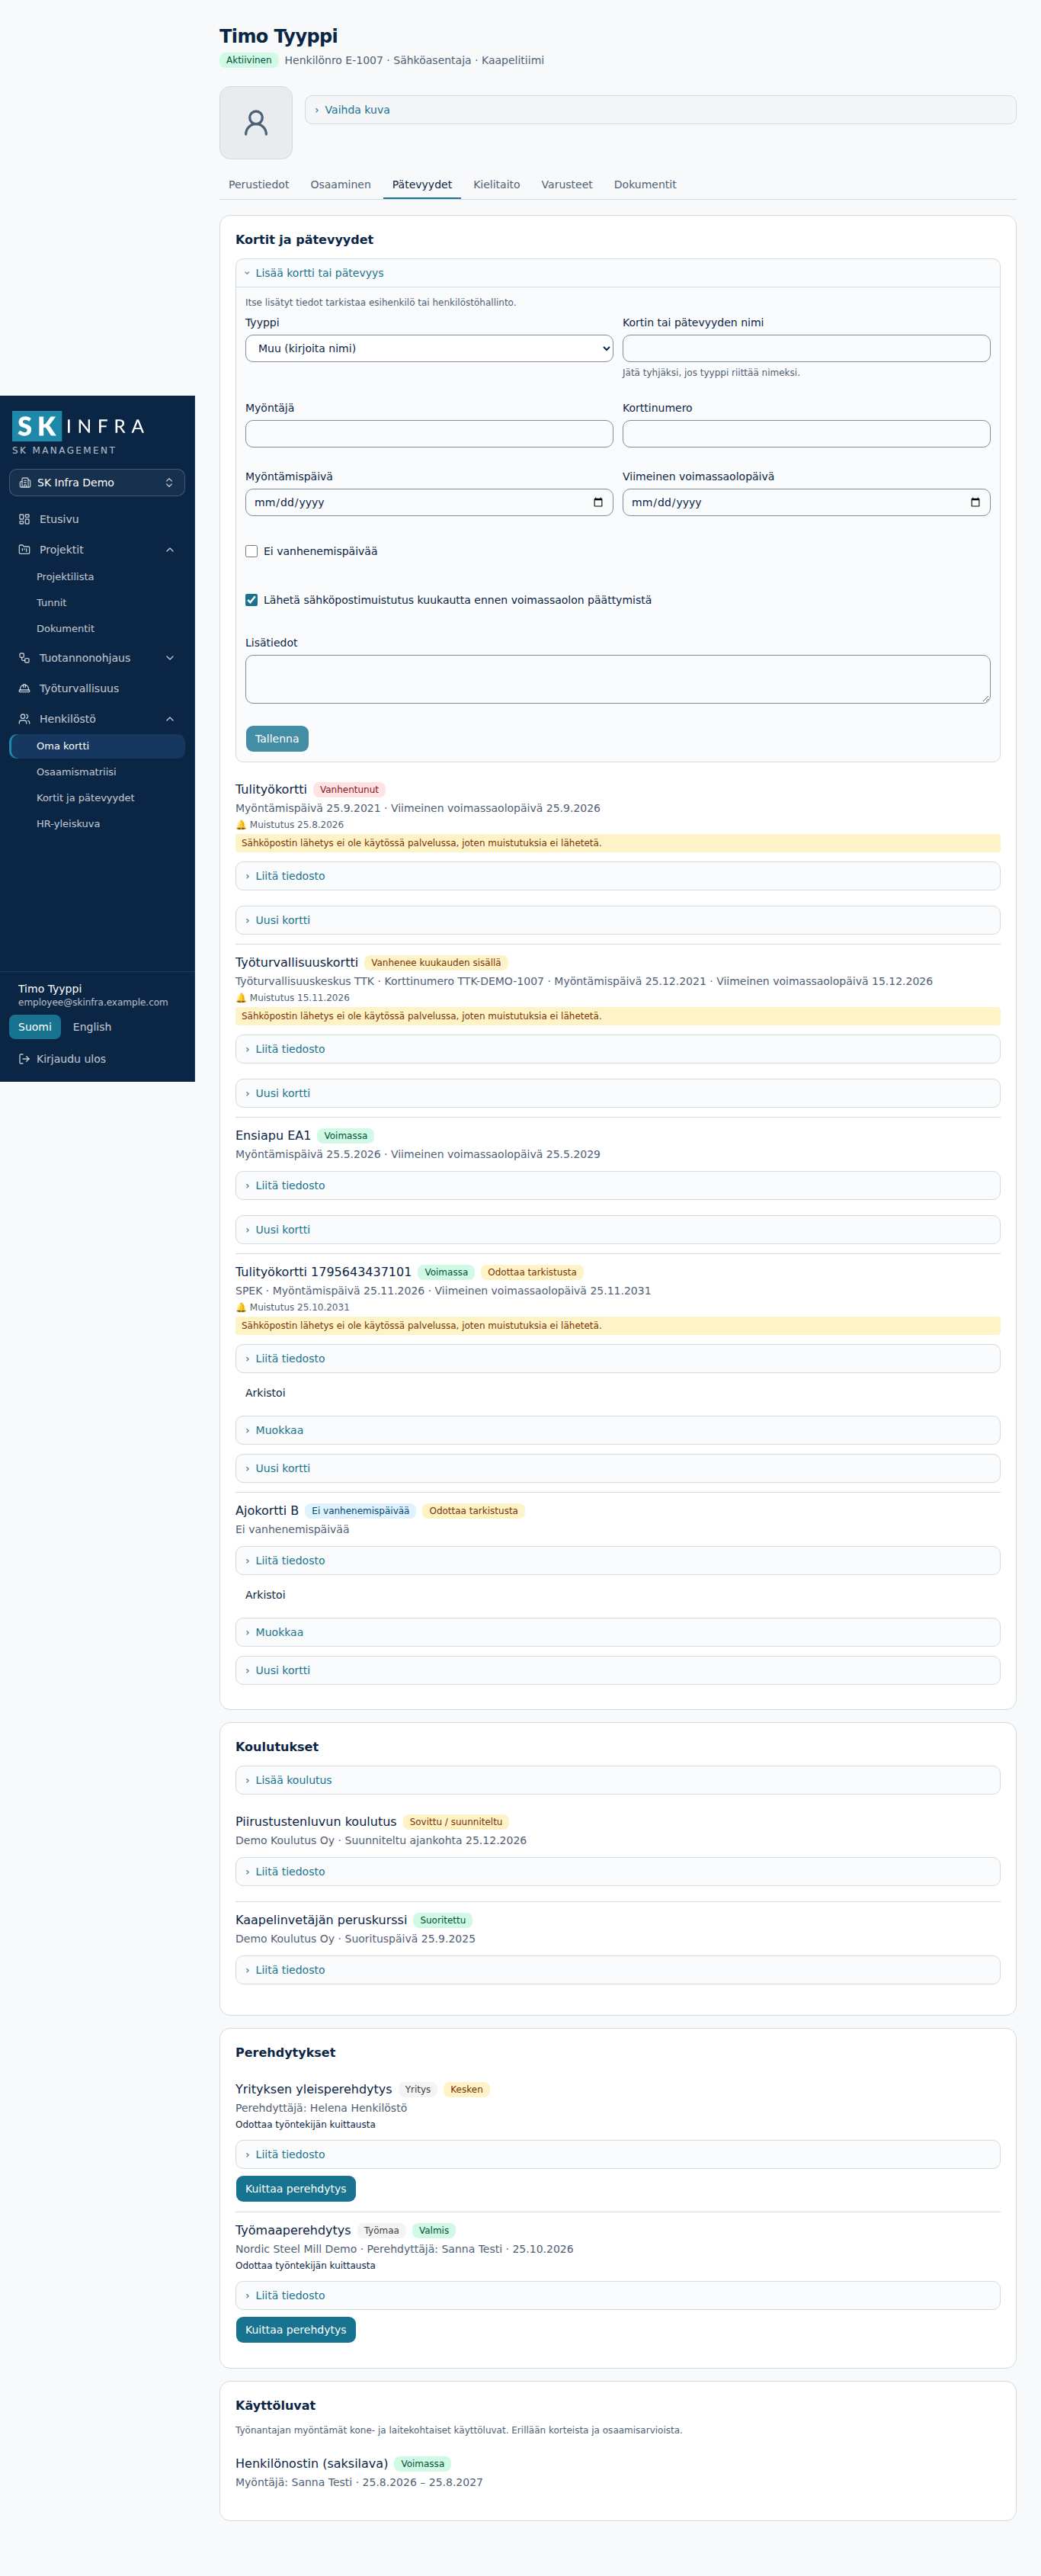 Timo Tyyppi
Aktiivinen Henkilönro E-1007 · Sähköasentaja · Kaapelitiimi
› Vaihda kuva
Perustiedot Osaaminen Pätevyydet Kielitaito Varusteet Dokumentit
Kortit ja pätevyydet
Lisää kortti tai pätevyys
Itse lisätyt tiedot tarkistaa esihenkilö tai henkilöstöhallinto.
Tyyppi Kortin tai pätevyyden nimi
Muu (kirjoita nimi)
Jätä tyhjäksi, jos tyyppi riittää nimeksi.
Myöntäjä Korttinumero
Myöntämispäivä Viimeinen voimassaolopäivä
mm/dd/yyyy mm/dd/yyyy
Ei vanhenemispäivää
Lähetä sähköpostimuistutus kuukautta ennen voimassaolon päättymistä
Lisätiedot
Tallenna
Tulityökortti Vanhentunut
Myöntämispäivä 25.9.2021 · Viimeinen voimassaolopäivä 25.9.2026
🔔 Muistutus 25.8.2026
Sähköpostin lähetys ei ole käytössä palvelussa, joten muistutuksia ei lähetetä.
› Liitä tiedosto
› Uusi kortti
Työturvallisuuskortti Vanhenee kuukauden sisällä
Työturvallisuuskeskus TTK · Korttinumero TTK-DEMO-1007 · Myöntämispäivä 25.12.2021 · Viimeinen voimassaolopäivä 15.12.2026
🔔 Muistutus 15.11.2026
Sähköpostin lähetys ei ole käytössä palvelussa, joten muistutuksia ei lähetetä.
› Liitä tiedosto
› Uusi kortti
Ensiapu EA1 Voimassa
Myöntämispäivä 25.5.2026 · Viimeinen voimassaolopäivä 25.5.2029
› Liitä tiedosto
› Uusi kortti
Tulityökortti 1795643437101 Voimassa Odottaa tarkistusta
SPEK · Myöntämispäivä 25.11.2026 · Viimeinen voimassaolopäivä 25.11.2031
🔔 Muistutus 25.10.2031
Sähköpostin lähetys ei ole käytössä palvelussa, joten muistutuksia ei lähetetä.
› Liitä tiedosto
Arkistoi
› Muokkaa
› Uusi kortti
Ajokortti B Ei vanhenemispäivää Odottaa tarkistusta
Ei vanhenemispäivää
› Liitä tiedosto
Arkistoi
› Muokkaa
› Uusi kortti
Koulutukset
› Lisää koulutus
Piirustustenluvun koulutus Sovittu / suunniteltu
Demo Koulutus Oy · Suunniteltu ajankohta 25.12.2026
› Liitä tiedosto
Kaapelinvetäjän peruskurssi Suoritettu
Demo Koulutus Oy · Suorituspäivä 25.9.2025
› Liitä tiedosto
Perehdytykset
Yrityksen yleisperehdytys Yritys Kesken
Perehdyttäjä: Helena Henkilöstö
Odottaa työntekijän kuittausta
› Liitä tiedosto
Kuittaa perehdytys
Työmaaperehdytys Työmaa Valmis
Nordic Steel Mill Demo · Perehdyttäjä: Sanna Testi · 25.10.2026
Odottaa työntekijän kuittausta
› Liitä tiedosto
Kuittaa perehdytys
Käyttöluvat
Työnantajan myöntämät kone- ja laitekohtaiset käyttöluvat. Erillään korteista ja osaamisarvioista.
Henkilönostin (saksilava) Voimassa
Myöntäjä: Sanna Testi · 25.8.2026 – 25.8.2027
SK INFRA
SK MANAGEMENT
SK Infra Demo
Etusivu
Projektit
Projektilista
Tunnit
Dokumentit
Tuotannonohjaus
Työturvallisuus
Henkilöstö
Oma kortti
Osaamismatriisi
Kortit ja pätevyydet
HR-yleiskuva
Timo Tyyppi
employee@skinfra.example.com
Suomi English
Kirjaudu ulos